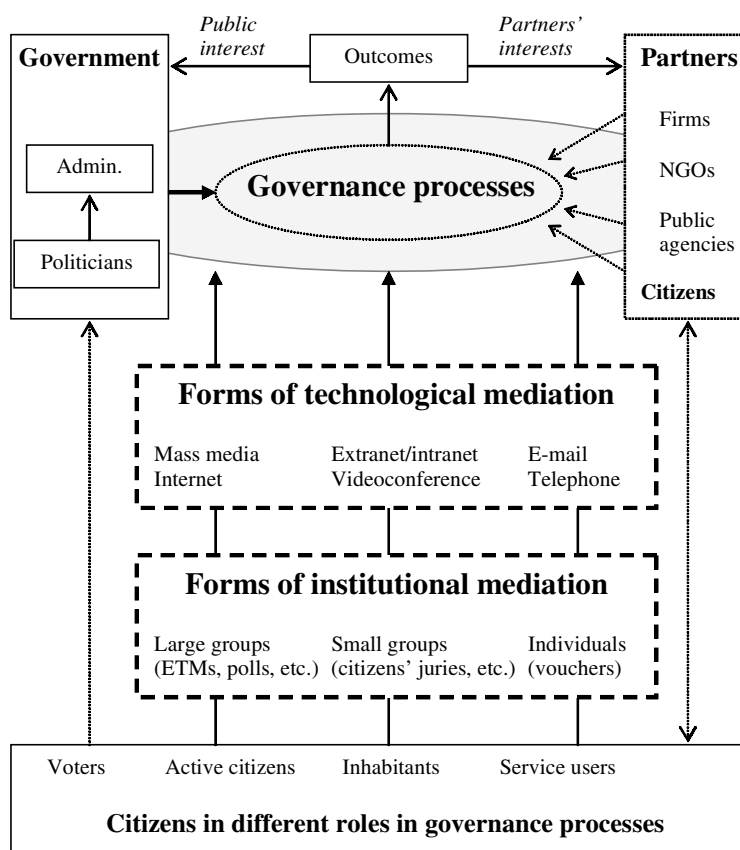 Public
interest
Partners’
interests
Government
Outcomes
Partners
Firms
Admin.
Governance processes
NGOs
Public
agencies
Politicians
Citizens
Forms of technological mediation
Mass media
Internet
Extranet/intranet
Videoconference
E-mail
Telephone
Forms of institutional mediation
Large groups
(ETMs, polls, etc.)
Small groups
(citizens’ juries, etc.)
Individuals
(vouchers)
Voters
Active citizens
Inhabitants
Service users
Citizens in different roles in governance processes